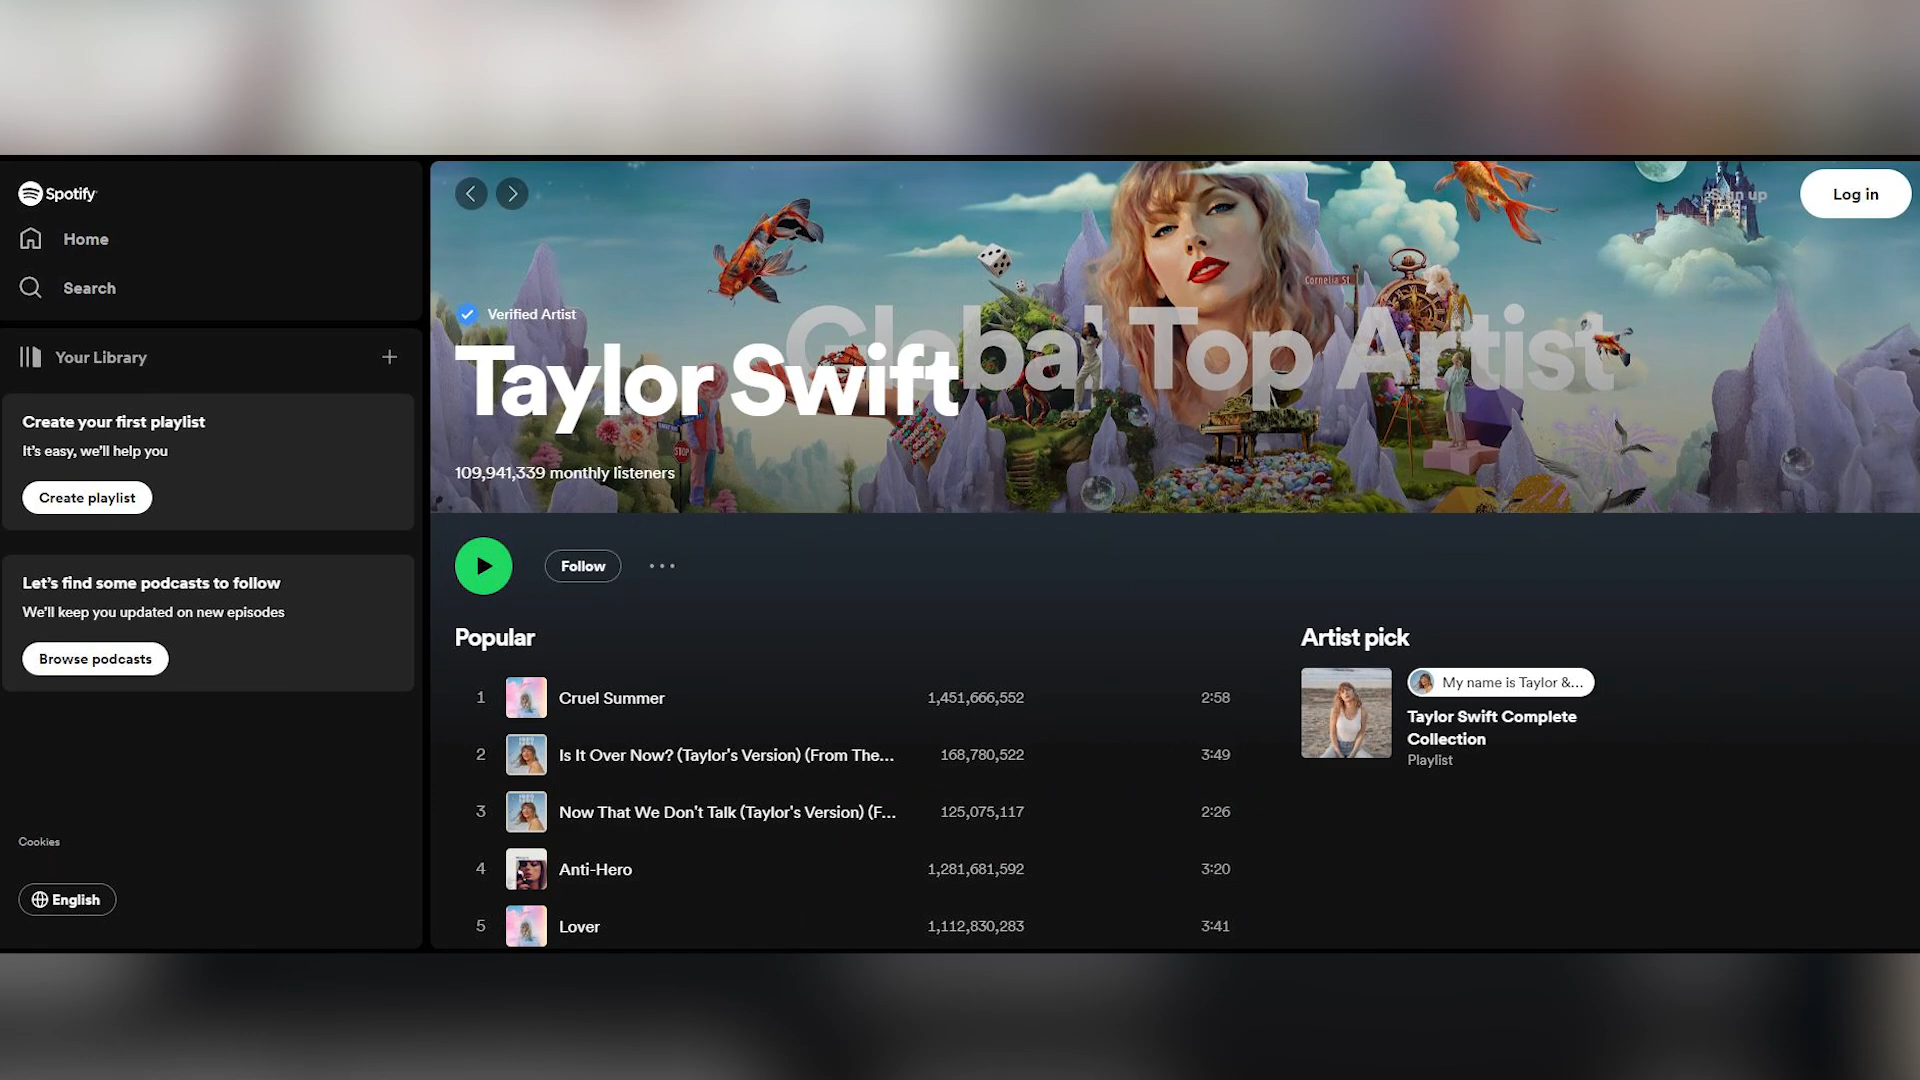 Spotify
Home
Search
Your Library
Create your first playlist
It's easy, we'll help you
Create playlist
Let's find some podcasts to follow
We'll keep you updated on new episodes
Browse podcasts
Cookies
English
Sign up
Log in
Cornelia St
Verified Artist
Global Top Artist
Taylor Swift
STOP
109,941,339 monthly listeners
Follow
Popular
1 Cruel Summer 1,451,666,552 2:58
2 Is It Over Now? (Taylor's Version) (From The... 168,780,522 3:49
3 Now That We Don't Talk (Taylor's Version) (F... 125,075,117 2:26
4 Anti-Hero 1,281,681,592 3:20
5 Lover 1,112,830,283 3:41
Artist pick
My name is Taylor &...
Taylor Swift Complete
Collection
Playlist